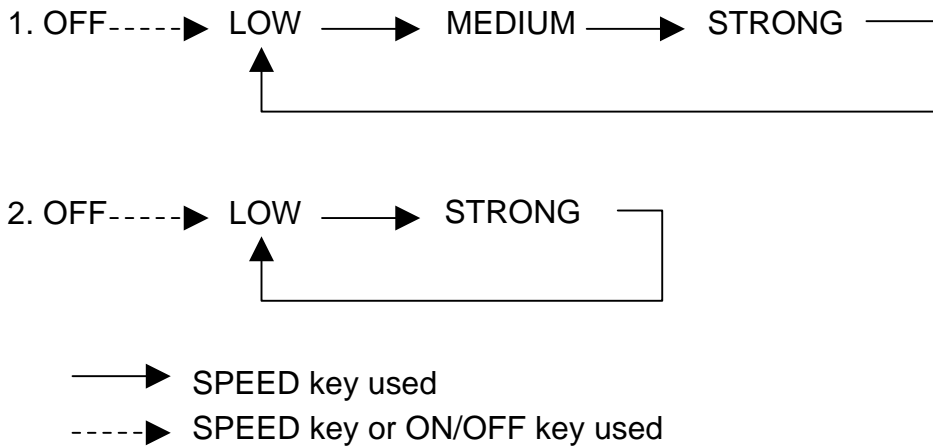 1. OFF LOW MEDIUM STRONG
2. OFF LOW STRONG
SPEED key used
SPEED key or ON/OFF key used